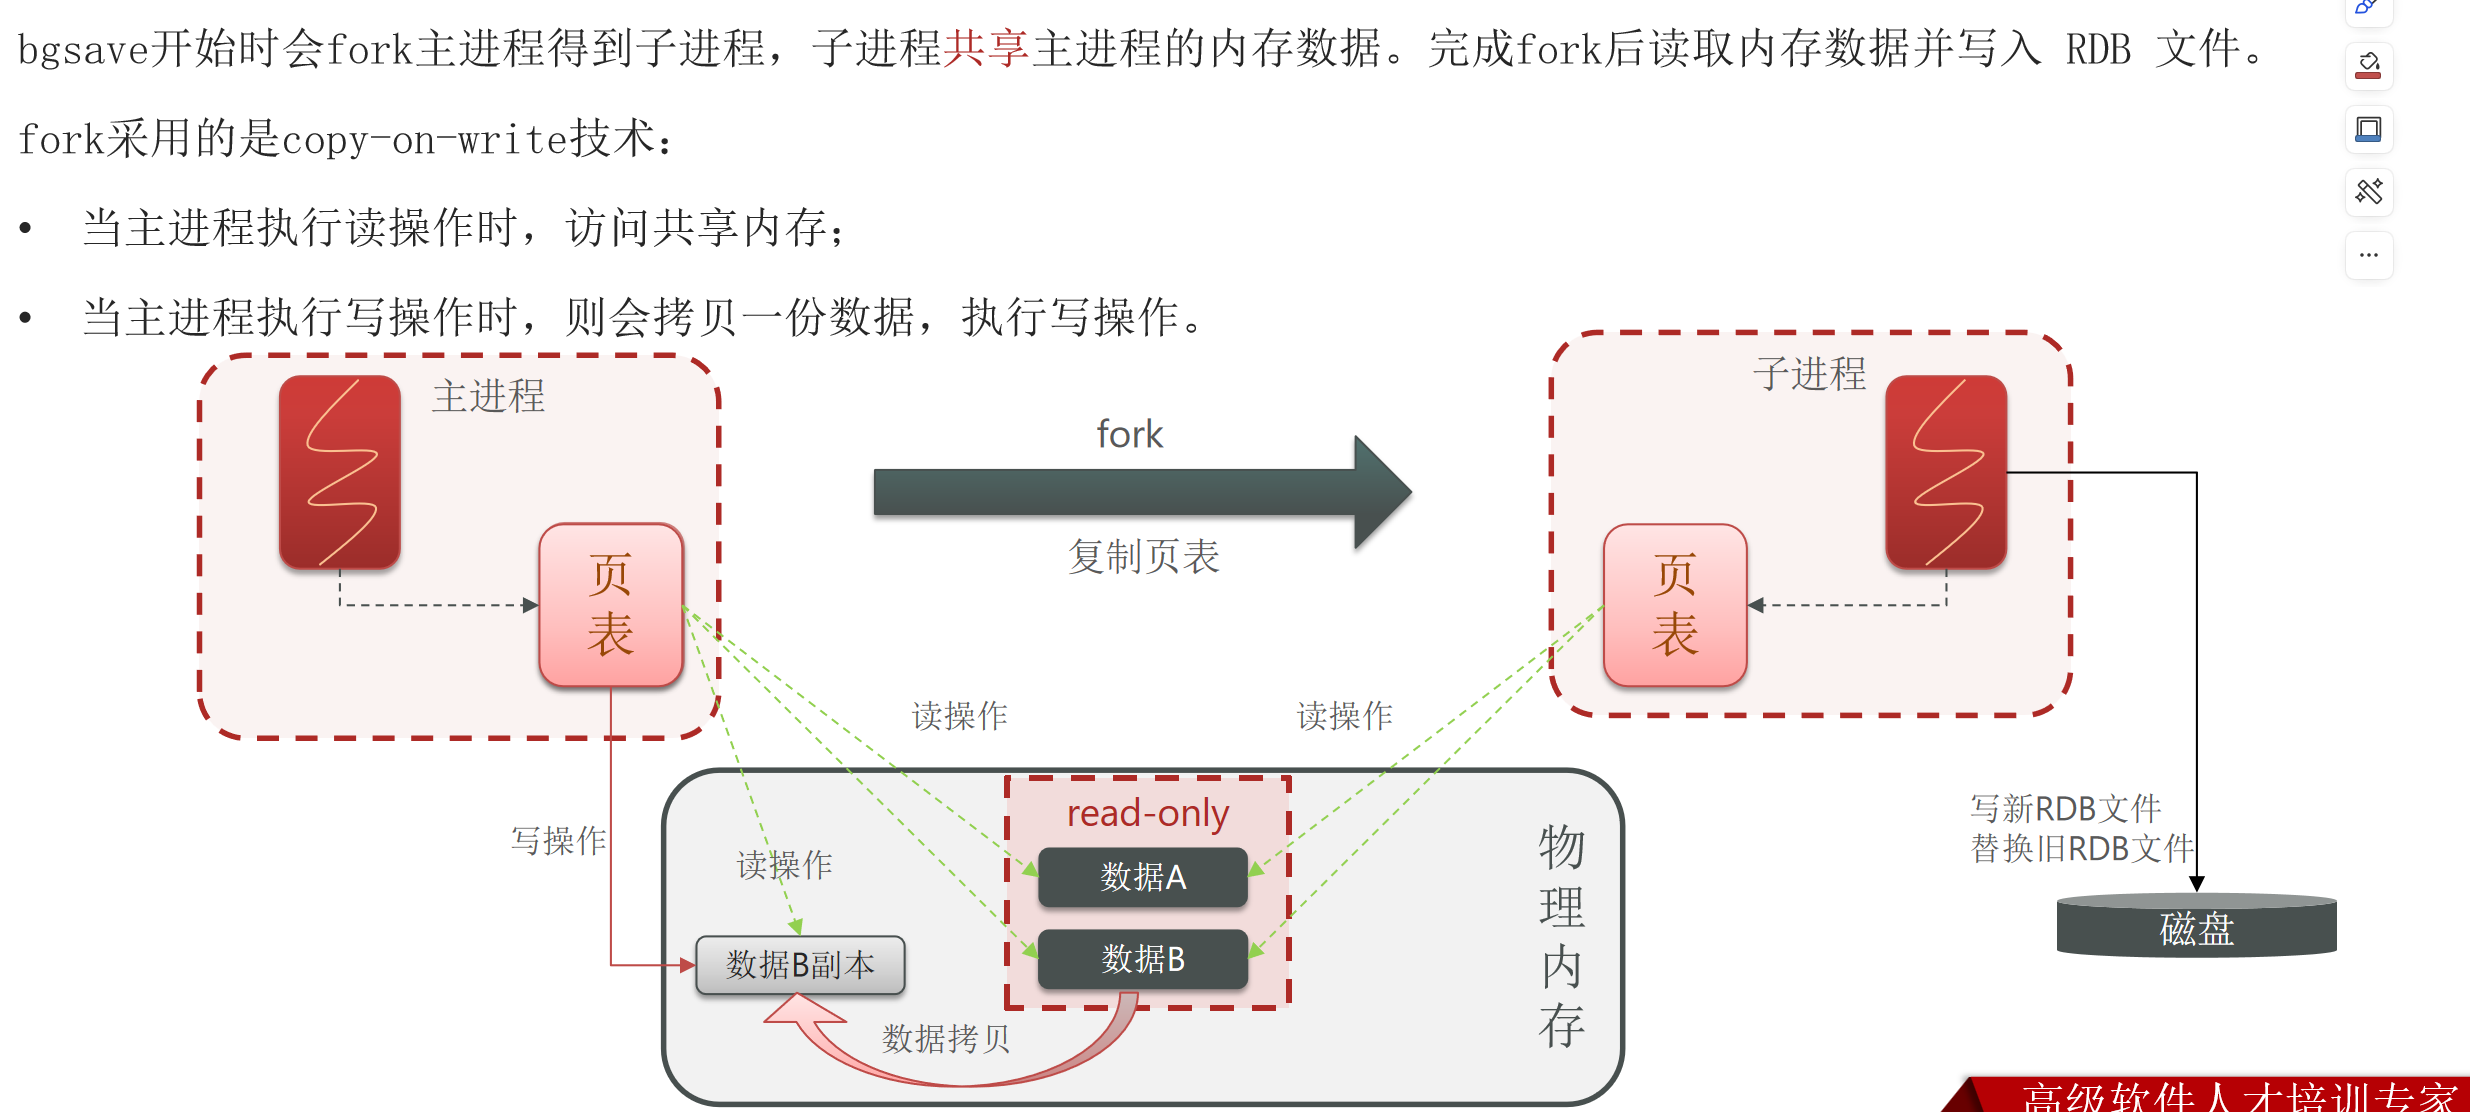 bgsave开始时会fork主进程得到子进程，子进程共享主进程的内存数据。完成fork后读取内存数据并写入 RDB 文件。
fork采用的是copy-on-write技术：
• 当主进程执行读操作时，访问共享内存；
• 当主进程执行写操作时，则会拷贝一份数据，执行写操作。
主进程
子进程
fork
复制页表
页
表
页
表
读操作
读操作
写操作
读操作
read-only
数据A
数据B
数据B副本
数据拷贝
物
理
内
存
写新RDB文件
替换旧RDB文件
磁盘
高级软件人才培训专家